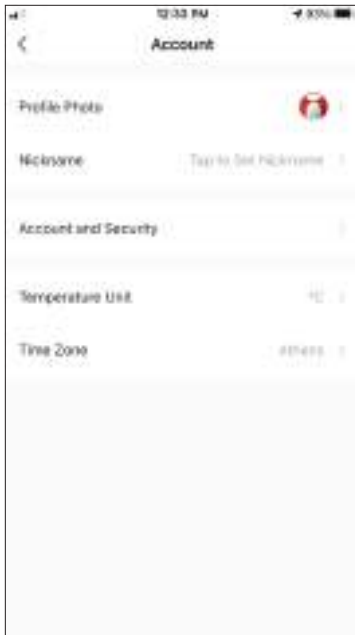 12:33 PM 93%
Account
Profile Photo
Nickname Tap to Set Nickname
Account and Security
Temperature Unit °C
Time Zone Athens